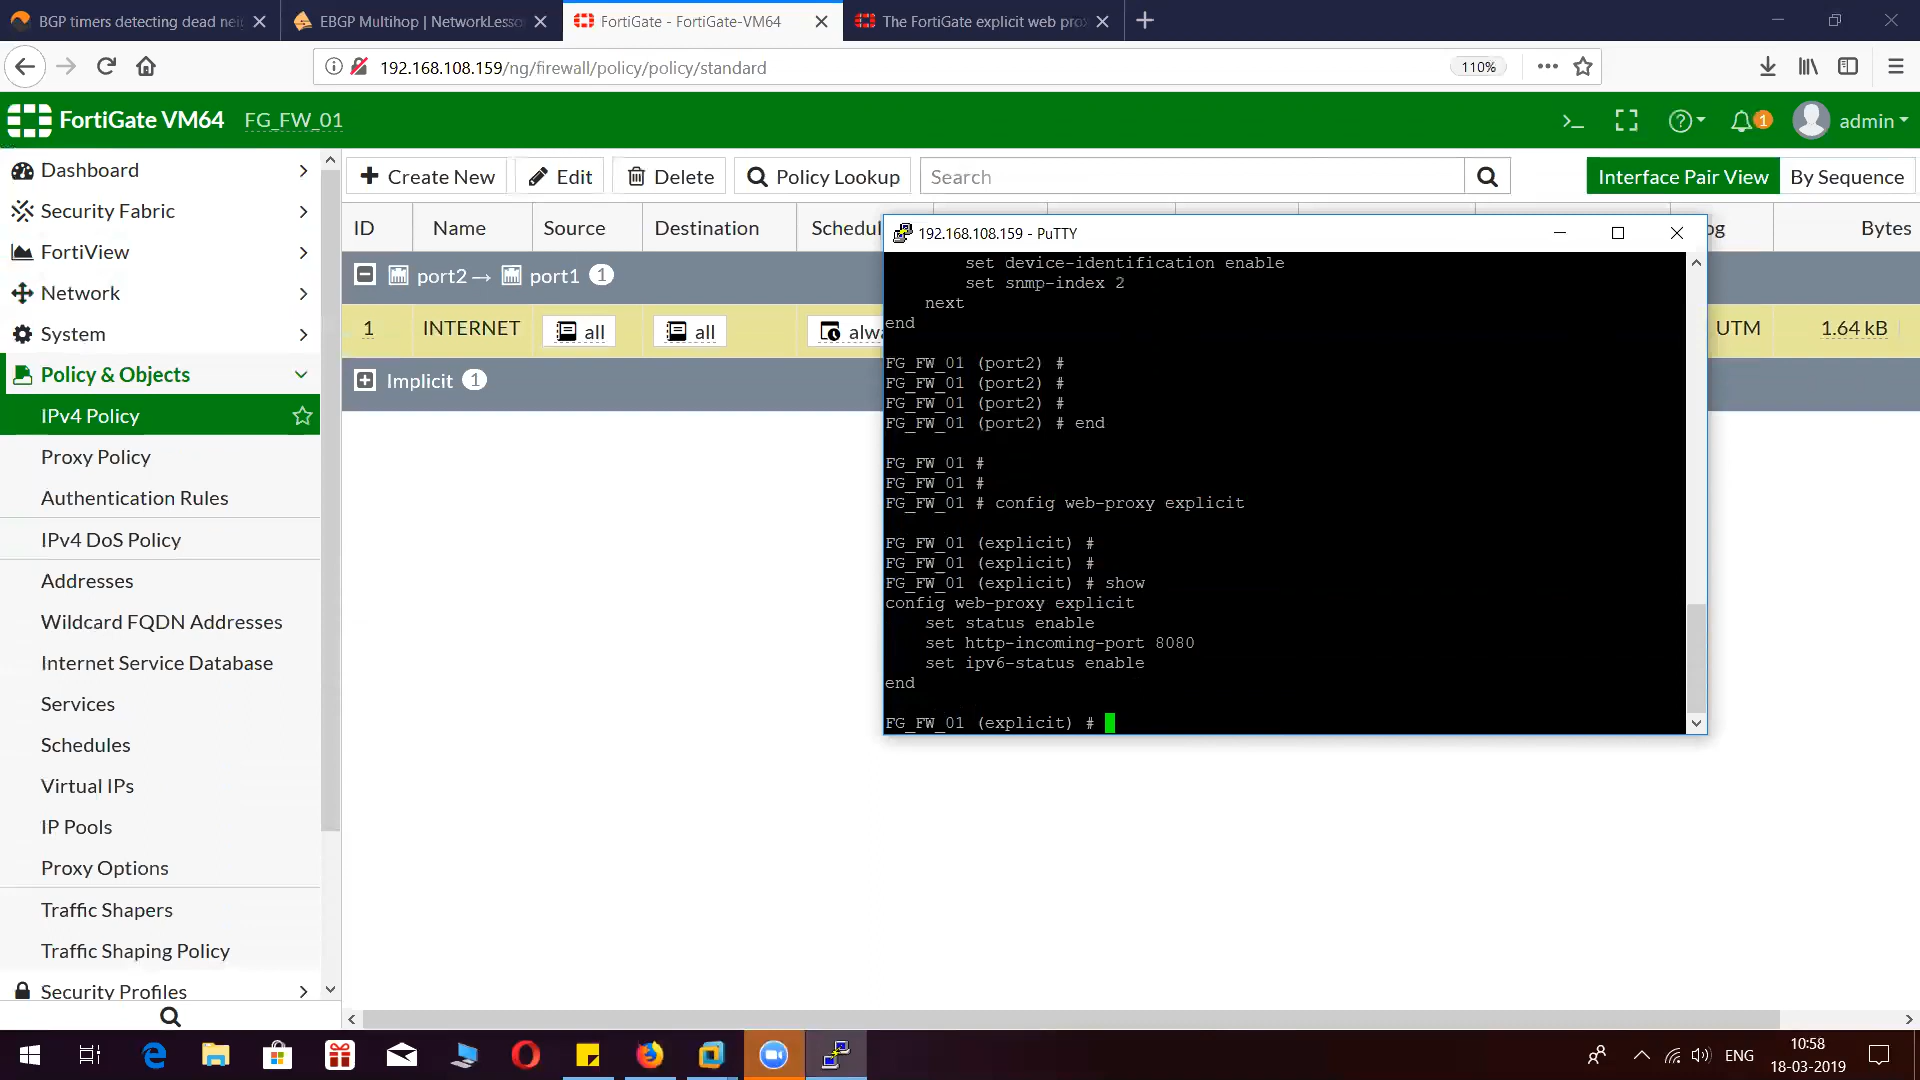 BGP timers detecting dead nei
EBGP Multihop | NetworkLesso
FortiGate - FortiGate-VM64
The FortiGate explicit web pro
192.168.108.159/ng/firewall/policy/policy/standard
110%
FortiGate VM64 FG_FW_01
1
admin
Dashboard
Security Fabric
FortiView
Network
System
Policy & Objects
IPv4 Policy
Proxy Policy
Authentication Rules
IPv4 DoS Policy
Addresses
Wildcard FQDN Addresses
Internet Service Database
Services
Schedules
Virtual IPs
IP Pools
Proxy Options
Traffic Shapers
Traffic Shaping Policy
Security Profiles
Create New Edit Delete Policy Lookup Search Interface Pair View By Sequence
ID Name Source Destination Schedul og Bytes
port2 → port1 1
1 INTERNET all all alwa UTM 1.64 kB
Implicit 1
192.168.108.159 - PuTTY
set device-identification enable
set snmp-index 2
next
end
FG_FW_01 (port2) #
FG_FW_01 (port2) #
FG_FW_01 (port2) #
FG_FW_01 (port2) # end
FG_FW_01 #
FG_FW_01 #
FG_FW_01 # config web-proxy explicit
FG_FW_01 (explicit) #
FG_FW_01 (explicit) #
FG_FW_01 (explicit) # show
config web-proxy explicit
set status enable
set http-incoming-port 8080
set ipv6-status enable
end
FG_FW_01 (explicit) #
ENG
10:58
18-03-2019